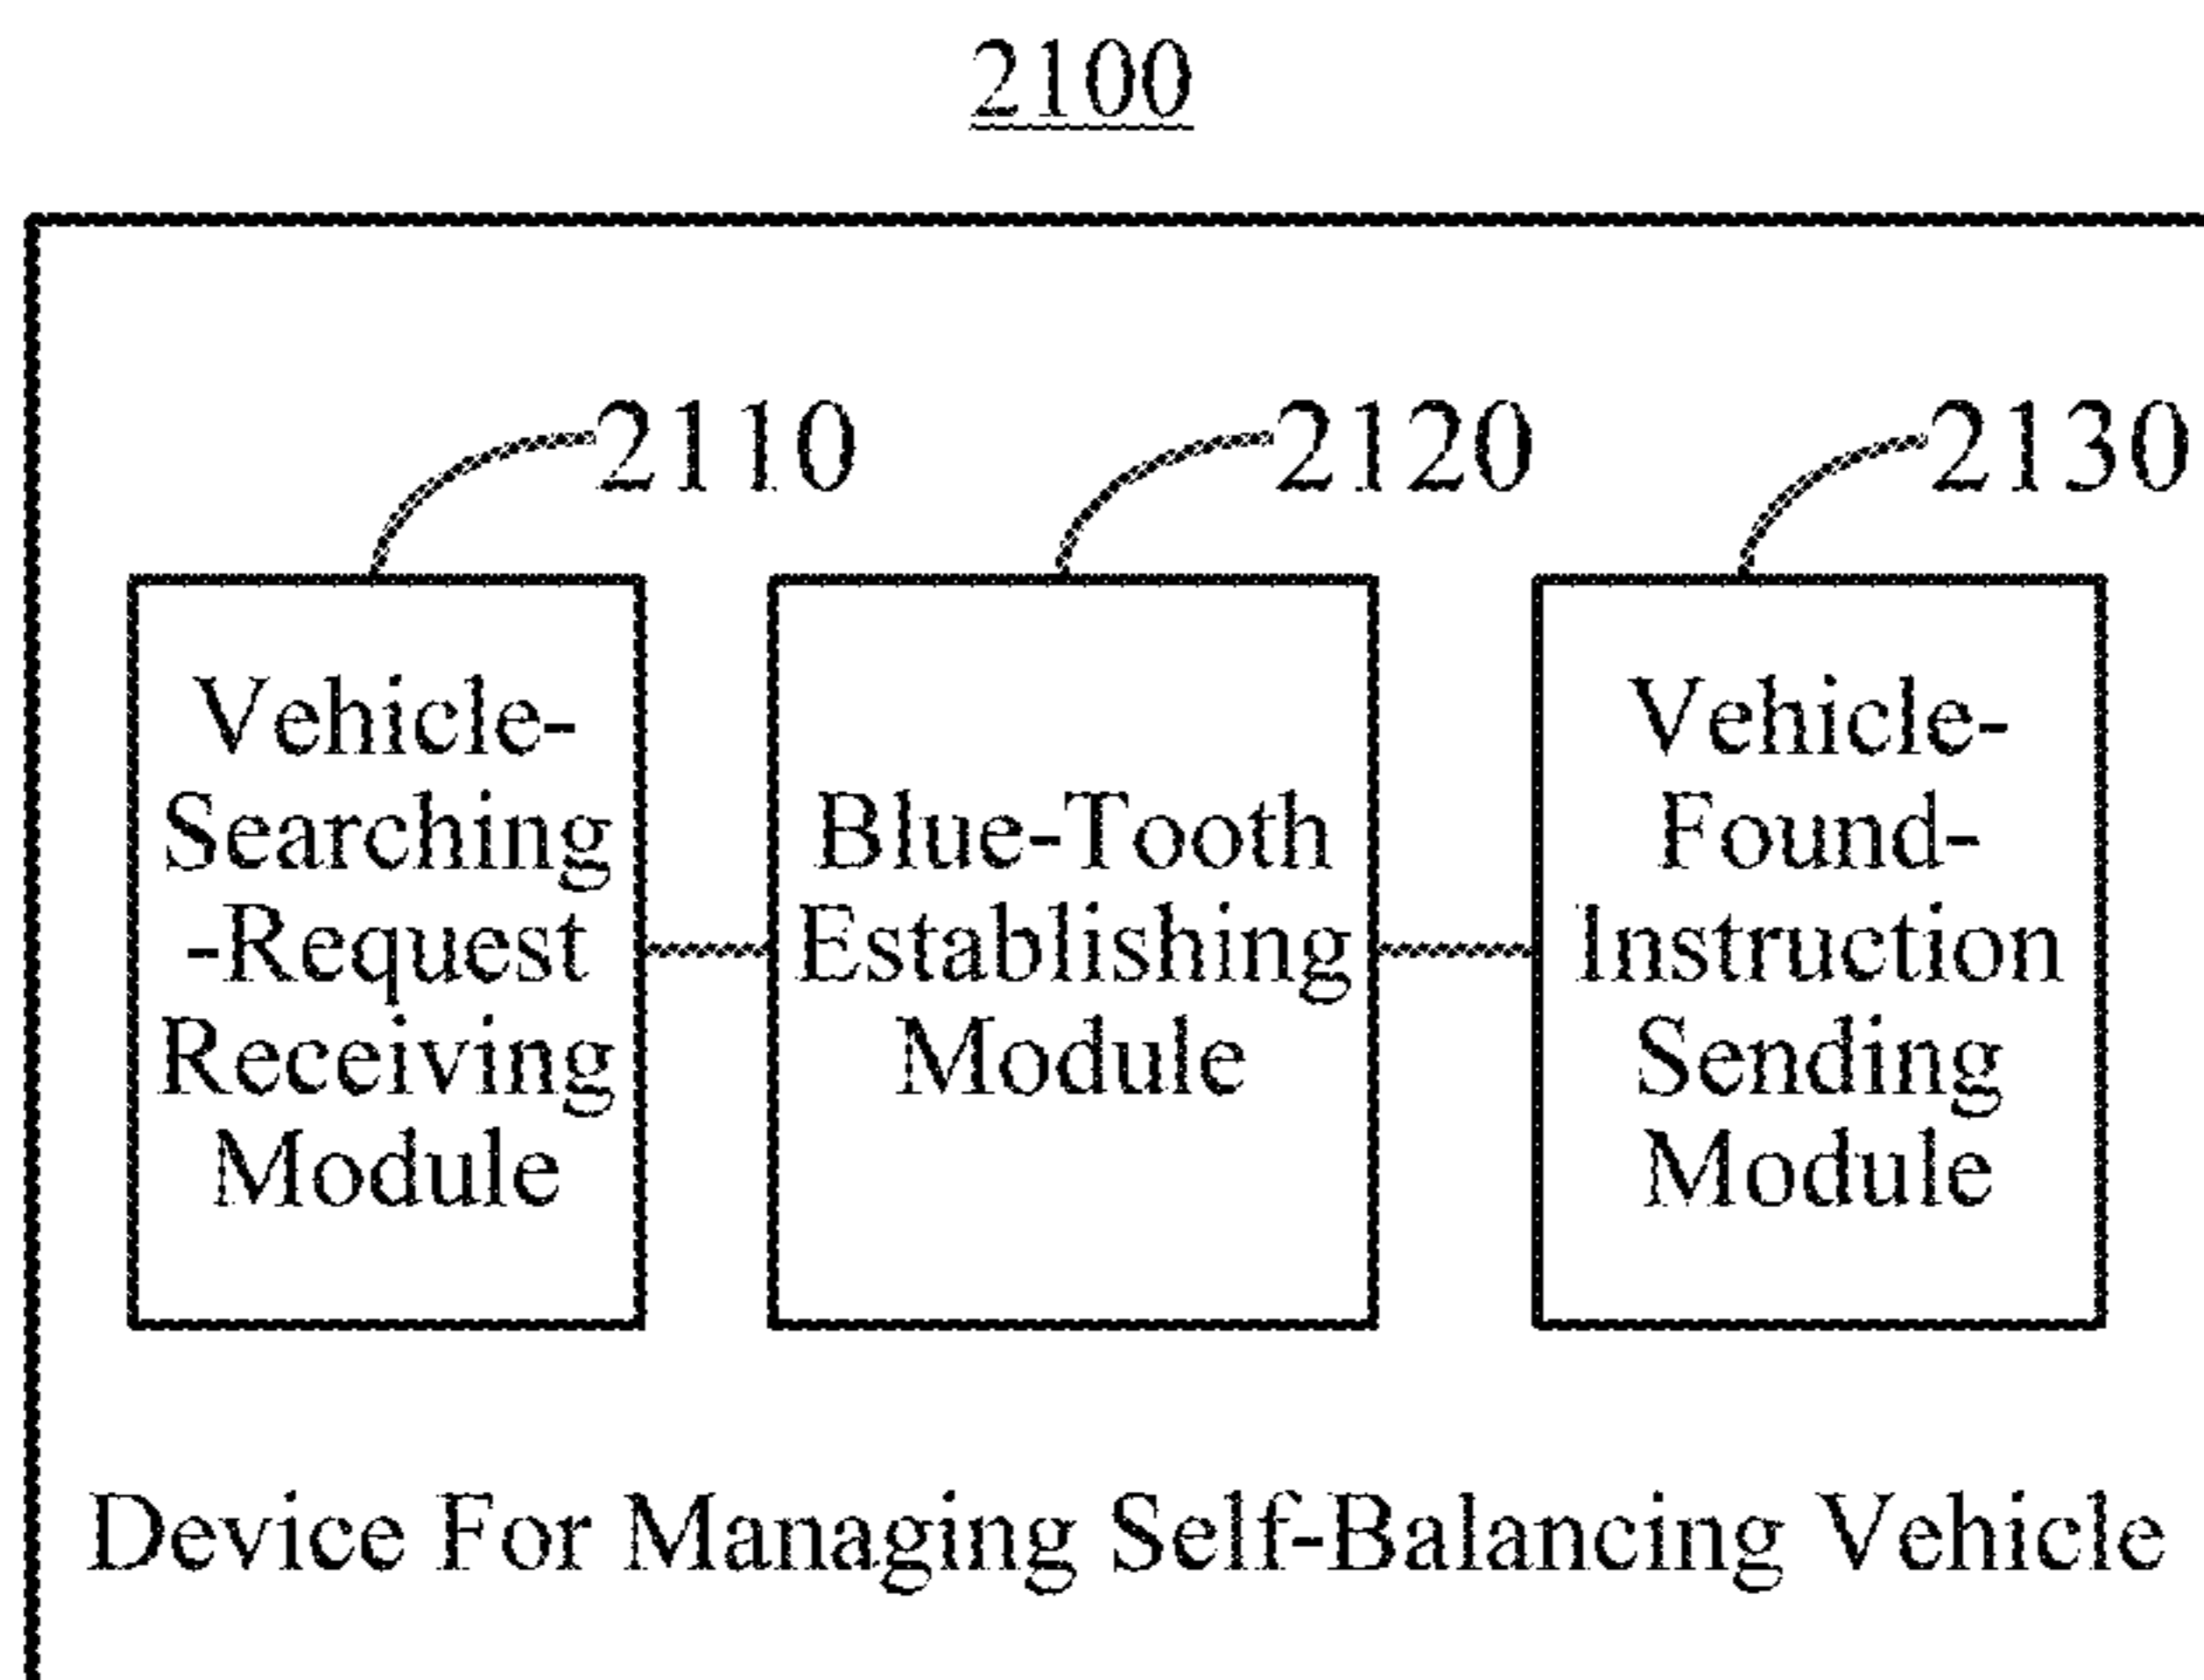 2100
2110
2120
2130
Vehicle-
Searching
-Request
Receiving
Module
Blue-Tooth
Establishing
Module
Vehicle-
Found-
Instruction
Sending
Module
Device For Managing Self-Balancing Vehicle